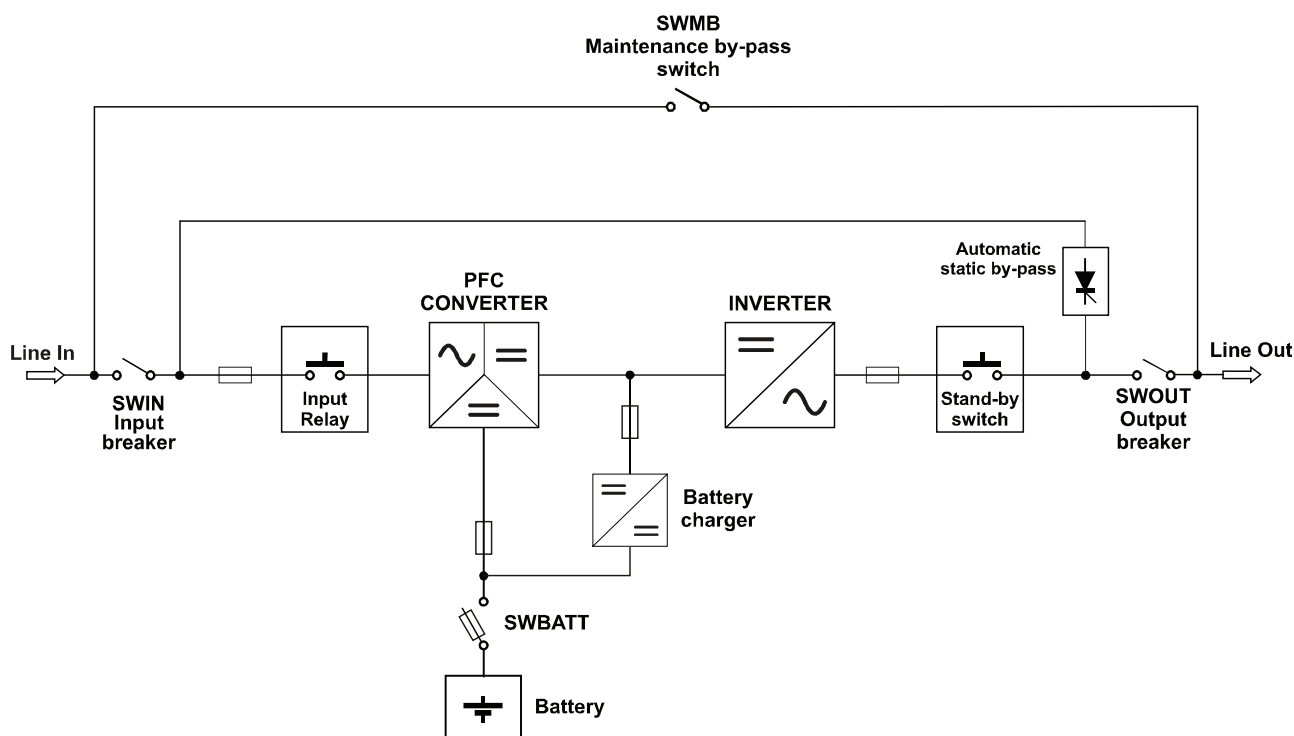 SWMB
Maintenance by-pass
switch
Automatic
static by-pass
PFC
CONVERTER
INVERTER
Line In
Line Out
SWIN
Input
breaker
Input
Relay
Stand-by
switch
SWOUT
Output
breaker
Battery
charger
SWBATT
Battery